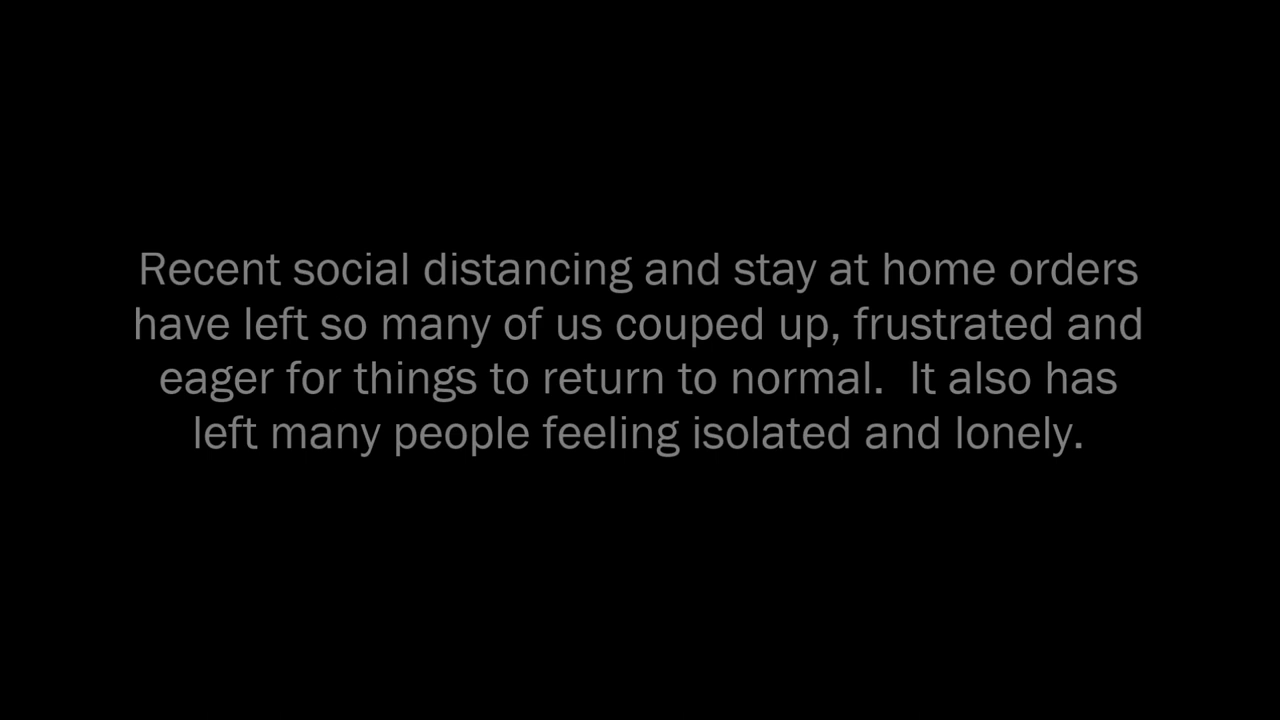 Recent social distancing and stay at home orders
have left so many of us couped up, frustrated and
eager for things to return to normal.  It also has
left many people feeling isolated and lonely.